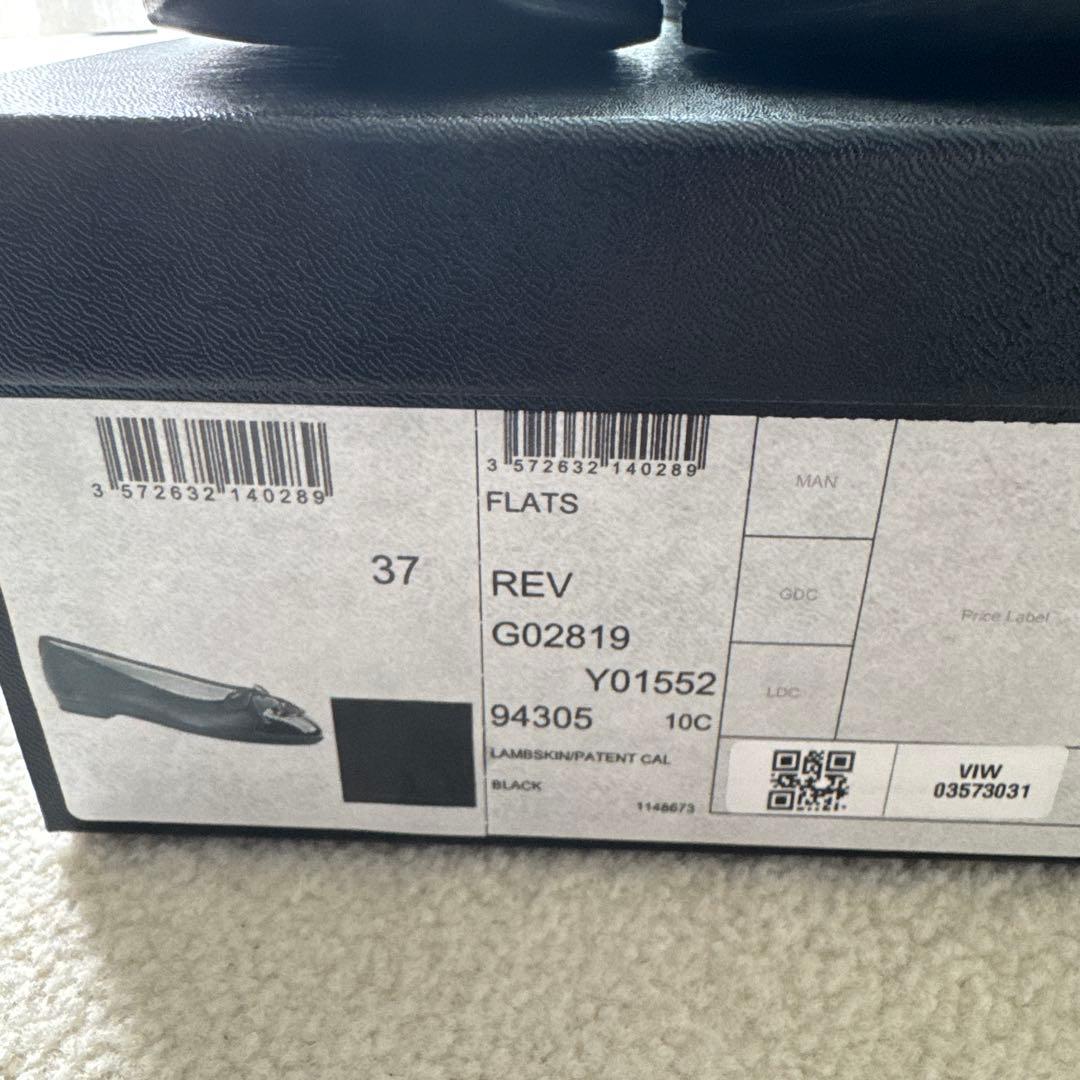 3 572632 140289
37
3 572632 140289
FLATS
REV
G02819
Y01552
94305 10C
LAMBSKIN/PATENT CAL
BLACK
1148673
MAN
GDC
LDC
Price Label
VIW
03573031